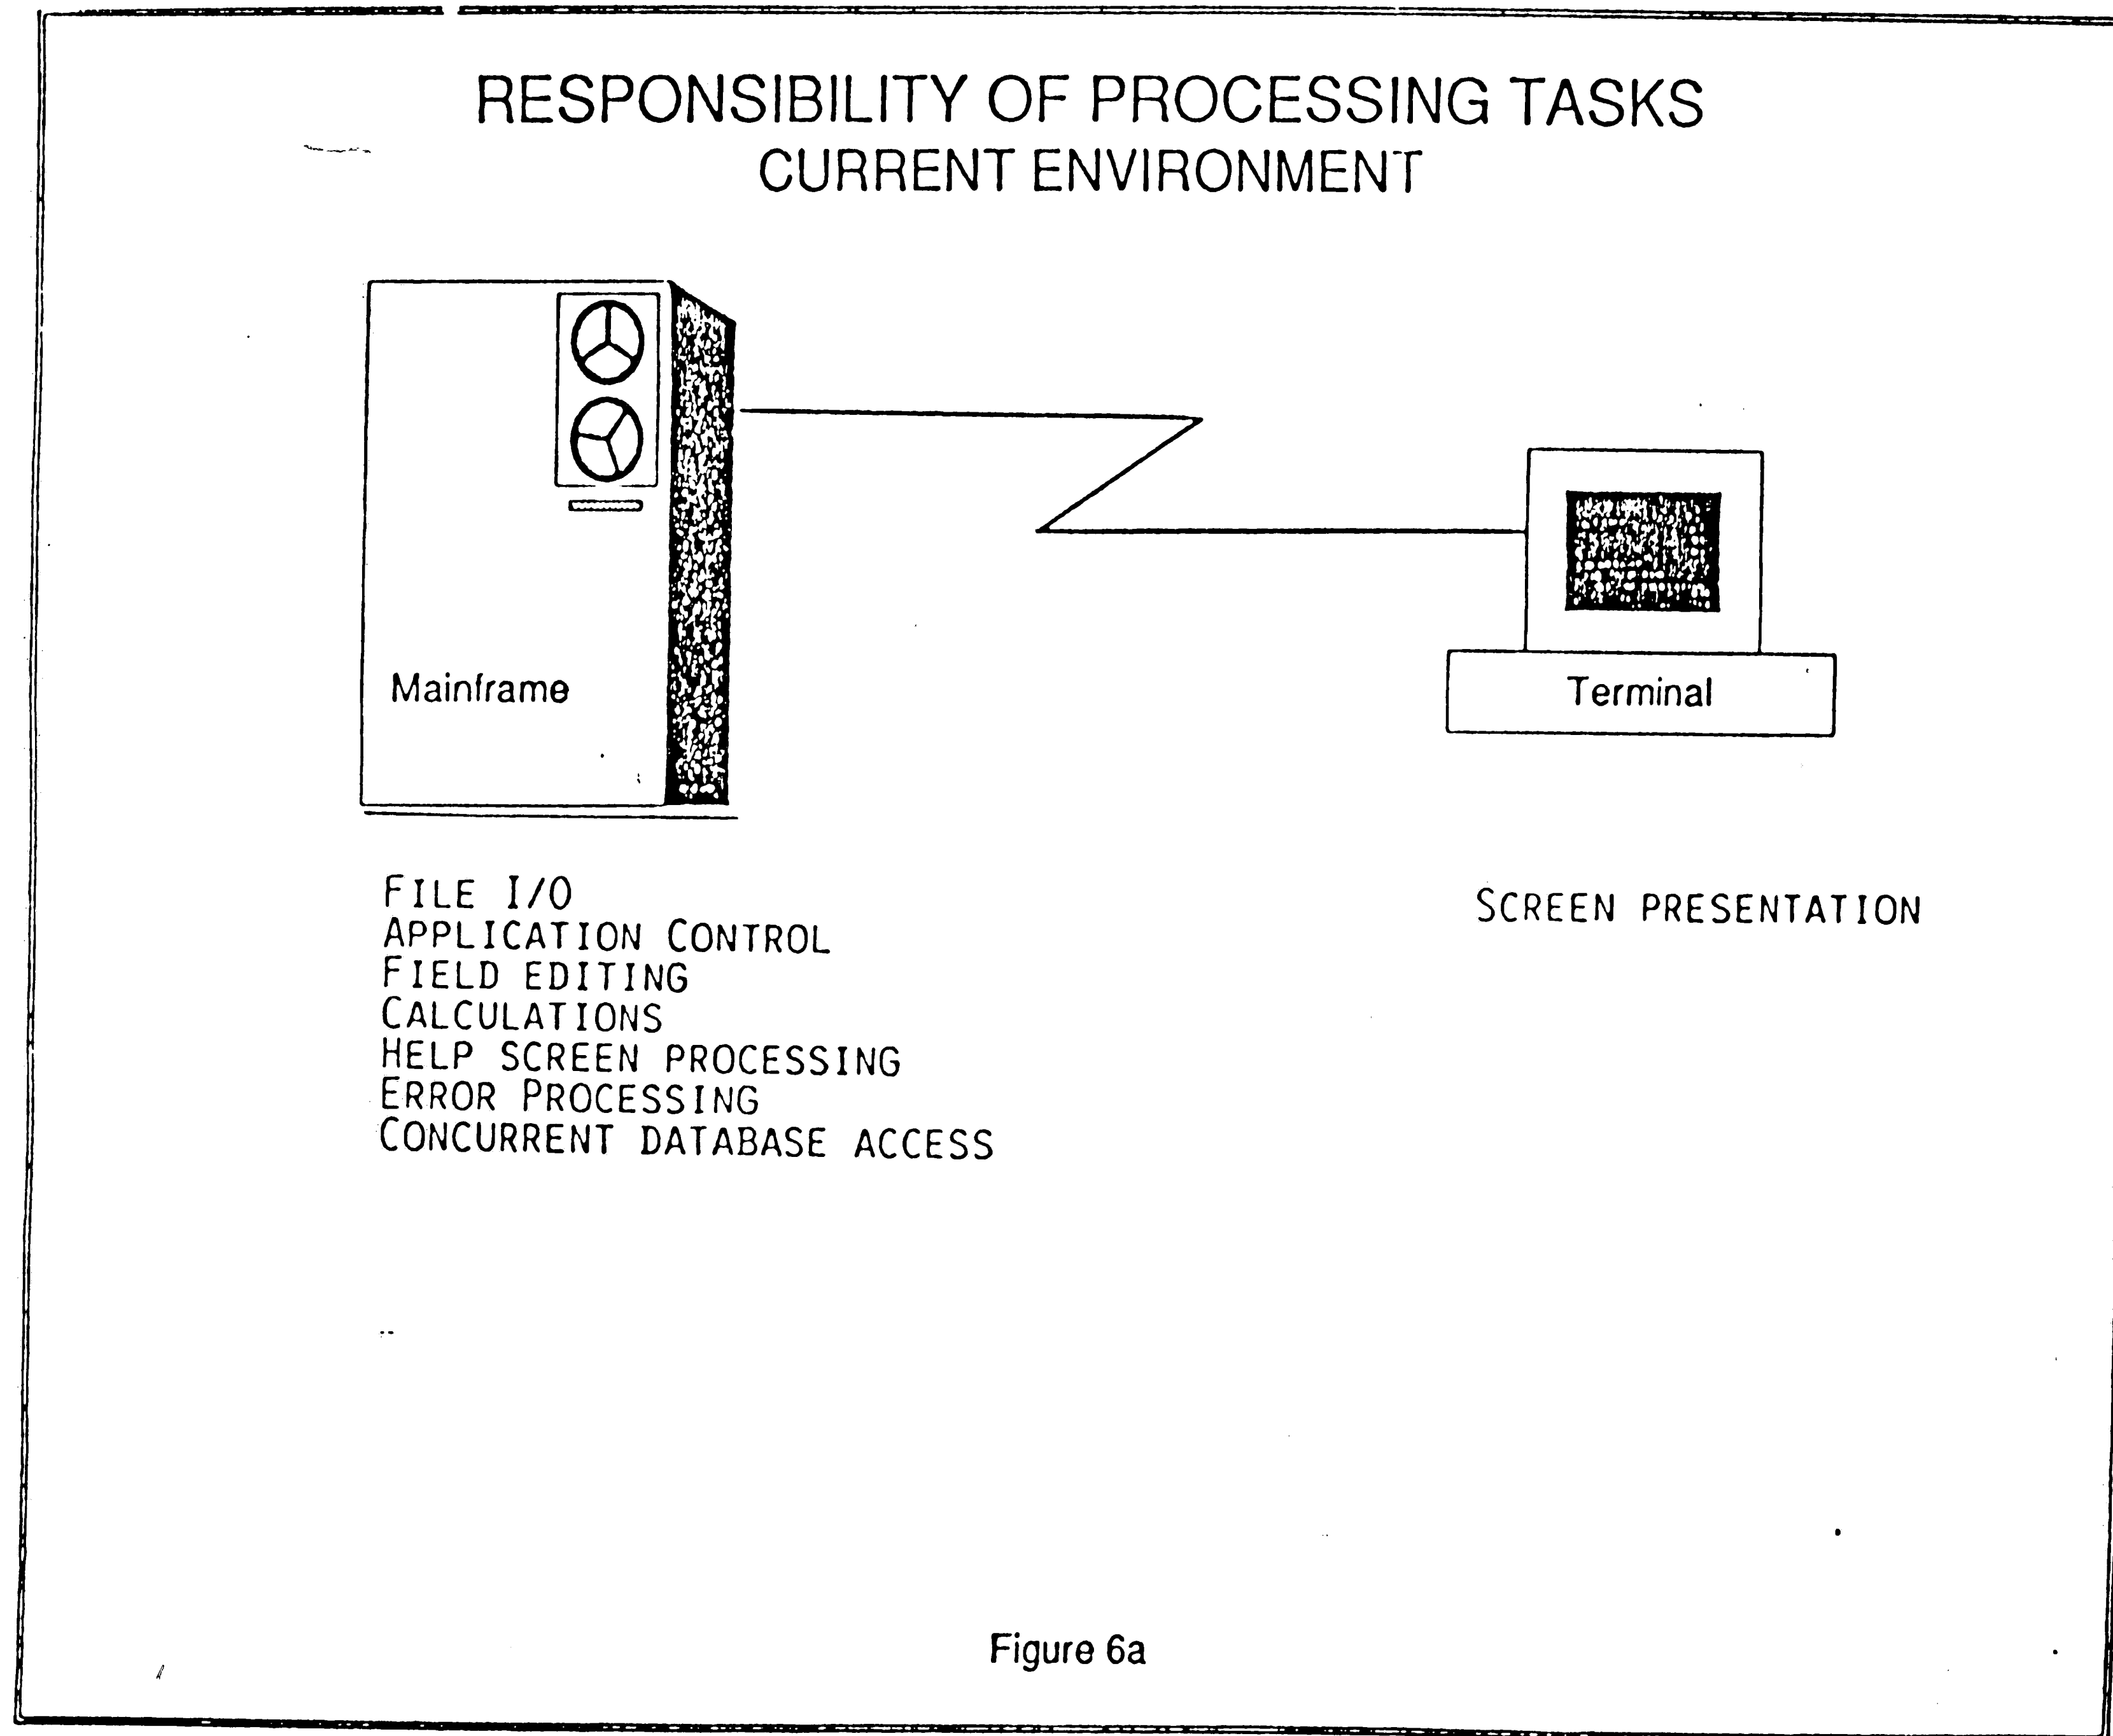 RESPONSIBILITY OF PROCESSING TASKS
CURRENT ENVIRONMENT
Mainframe
Terminal
FILE I/O
APPLICATION CONTROL
FIELD EDITING
CALCULATIONS
HELP SCREEN PROCESSING
ERROR PROCESSING
CONCURRENT DATABASE ACCESS
SCREEN PRESENTATION
Figure 6a